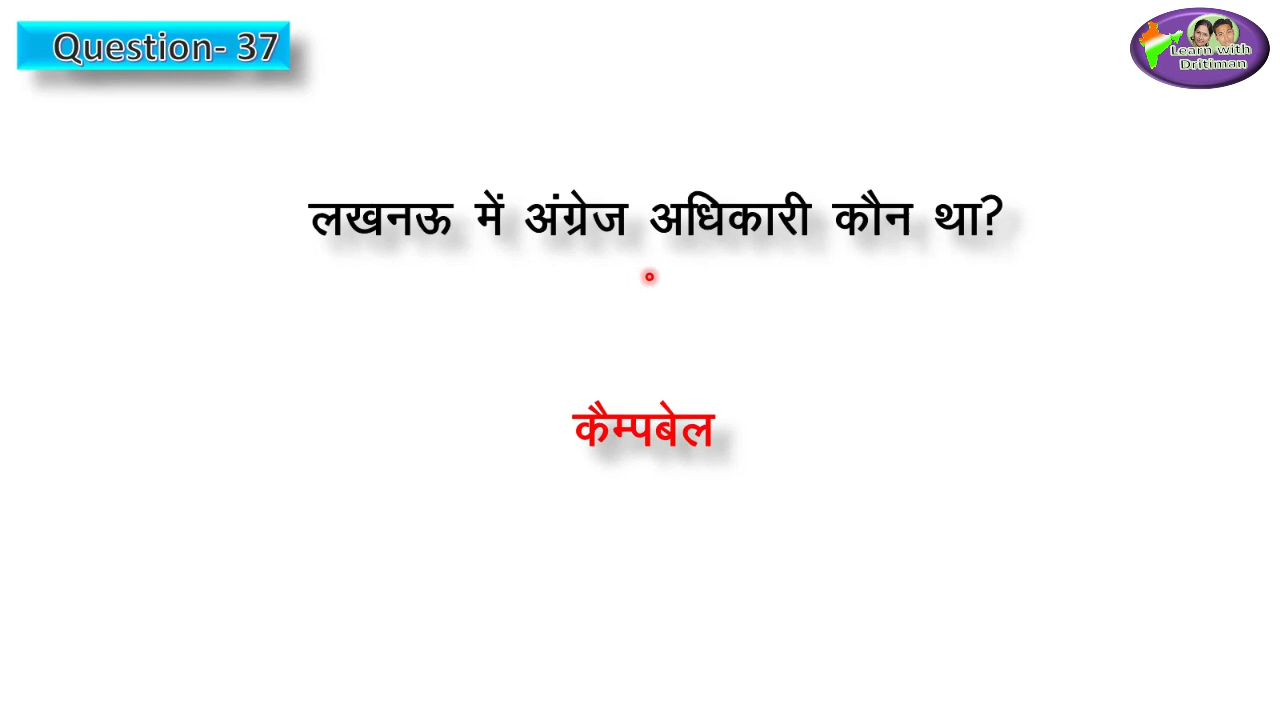 Question- 37
Learn with
Dritiman
लखनऊ में अंग्रेज अधिकारी कौन था?
कैम्पबेल